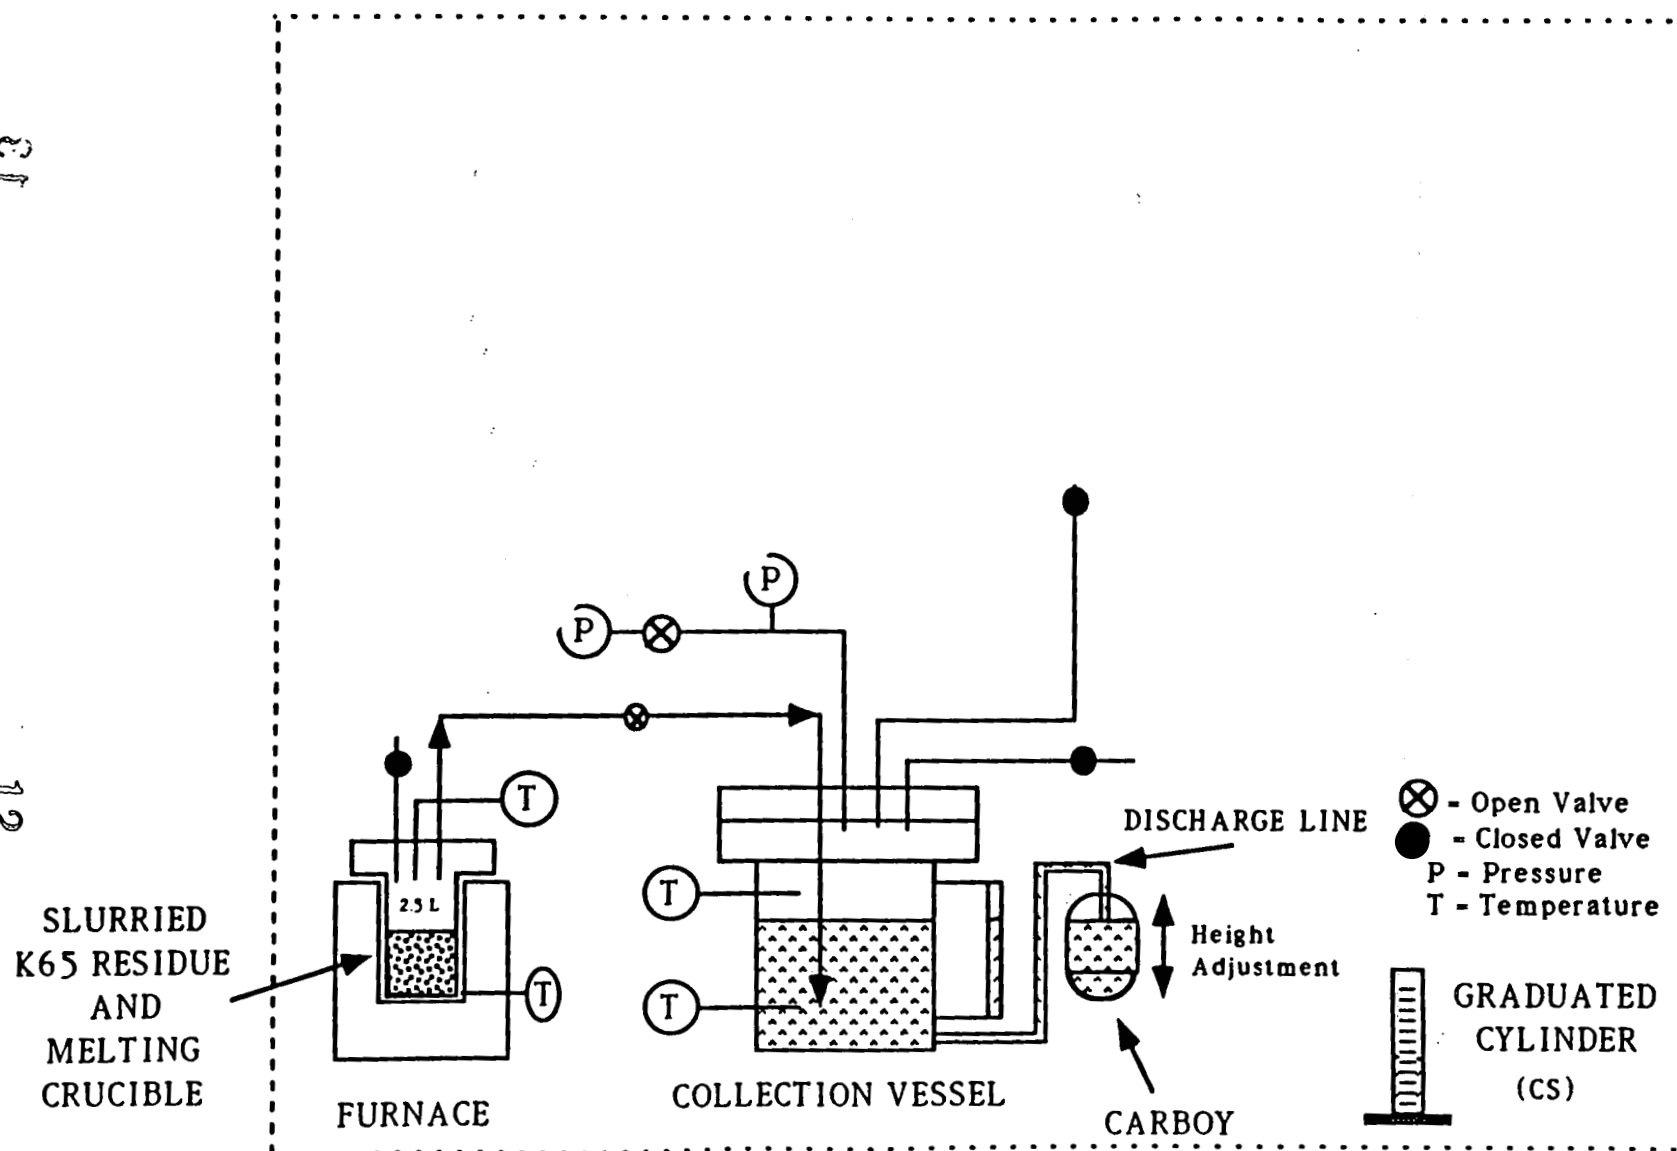 P
P
T
2.5 L
T
T
T
SLURRIED
K65 RESIDUE
AND
MELTING
CRUCIBLE
FURNACE
COLLECTION VESSEL
DISCHARGE LINE
Height
Adjustment
CARBOY
- Open Valve
- Closed Valve
P - Pressure
T - Temperature
GRADUATED
CYLINDER
(CS)